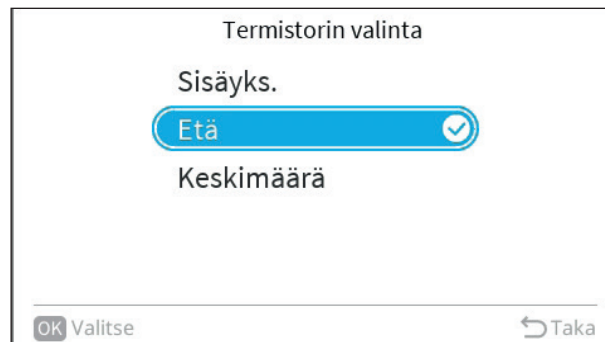 Termistorin valinta
Sisäyks.
Etä
Keskimäärä
OK Valitse
Taka